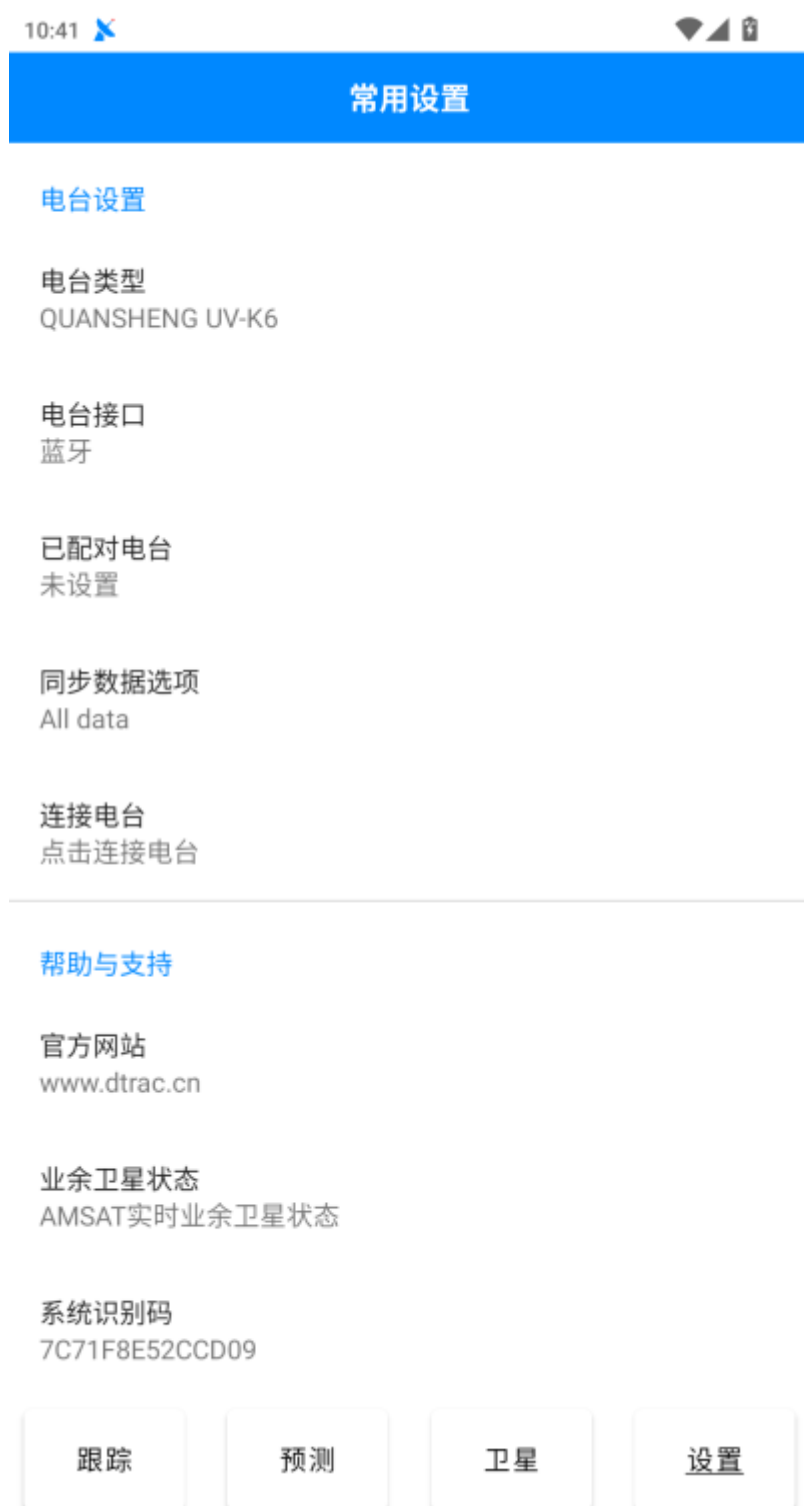 10:41
常用设置
电台设置
电台类型
QUANSHENG UV-K6
电台接口
蓝牙
已配对电台
未设置
同步数据选项
All data
连接电台
点击连接电台
帮助与支持
官方网站
www.dtrac.cn
业余卫星状态
AMSAT实时业余卫星状态
系统识别码
7C71F8E52CCD09
跟踪 预测 卫星 设置